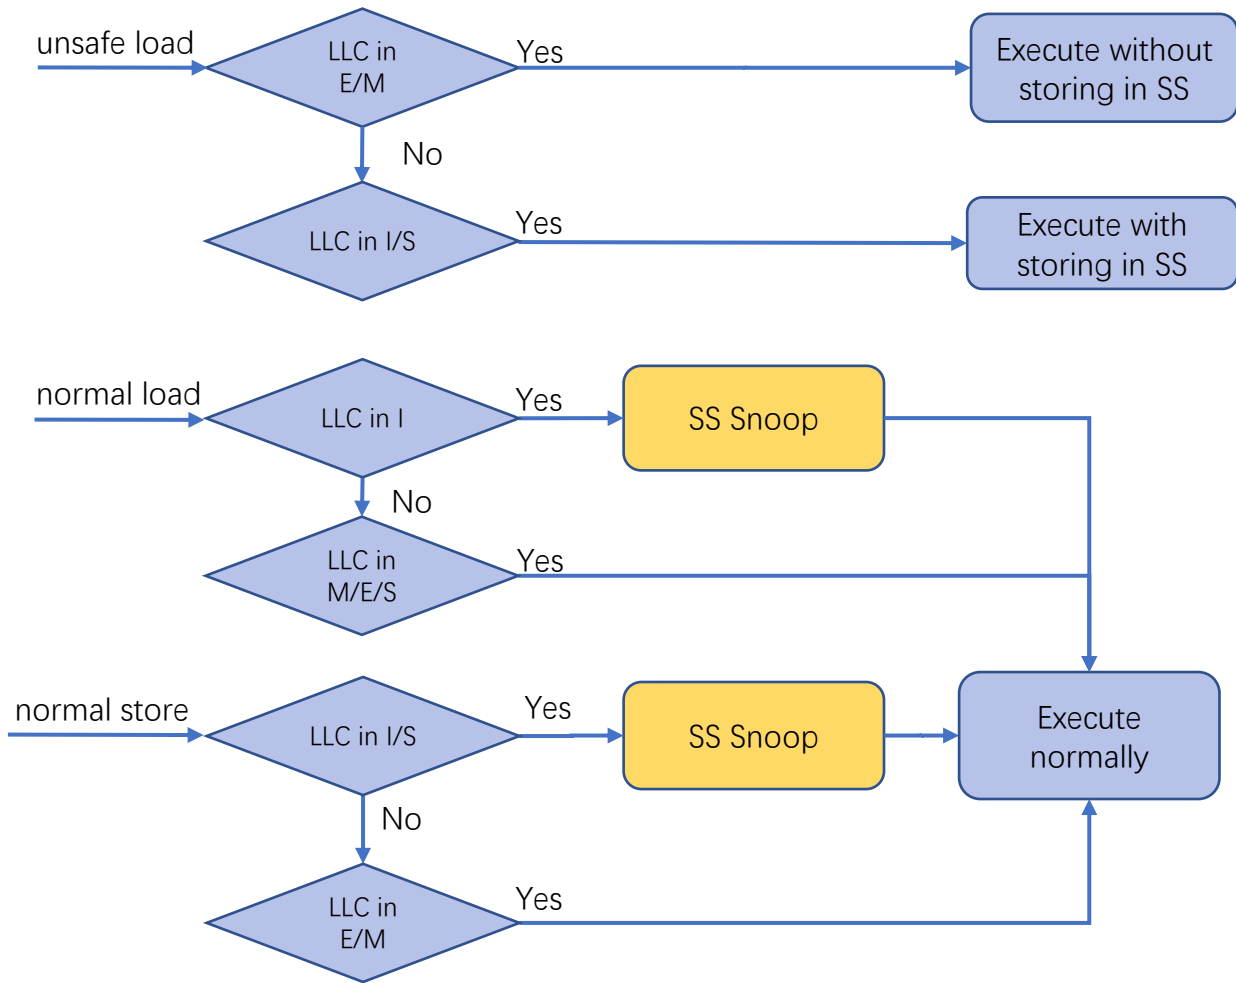 unsafe load
LLC in
E/M
Yes
Execute without
storing in SS
No
LLC in I/S
Yes
Execute with
storing in SS
normal load
LLC in I
Yes
SS Snoop
No
LLC in
M/E/S
Yes
normal store
LLC in I/S
Yes
SS Snoop
Execute
normally
No
LLC in
E/M
Yes